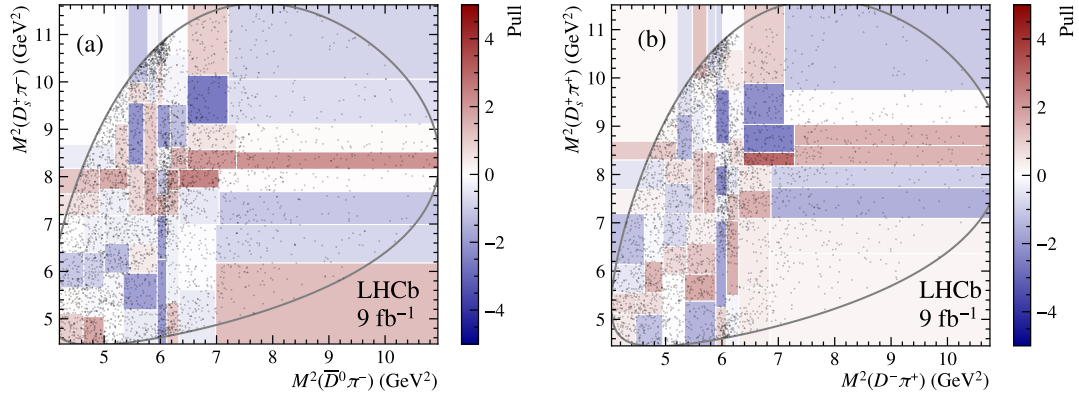 (a)
M²(D_s^+ π^-) (GeV²)
11
10
9
8
7
6
5
5 6 7 8 9 10
M²(D̅⁰π⁻) (GeV²)
LHCb
9 fb⁻¹
Pull
4
2
0
−2
−4
(b)
M²(D_s^+ π^+) (GeV²)
11
10
9
8
7
6
5
5 6 7 8 9 10
M²(D⁻π⁺) (GeV²)
LHCb
9 fb⁻¹
Pull
4
2
0
−2
−4